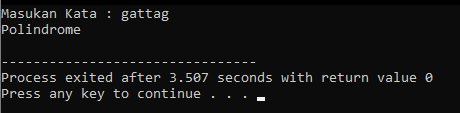 Masukan Kata : gattag
Polindrome
--------------------------------
Process exited after 3.507 seconds with return value 0
Press any key to continue . . .